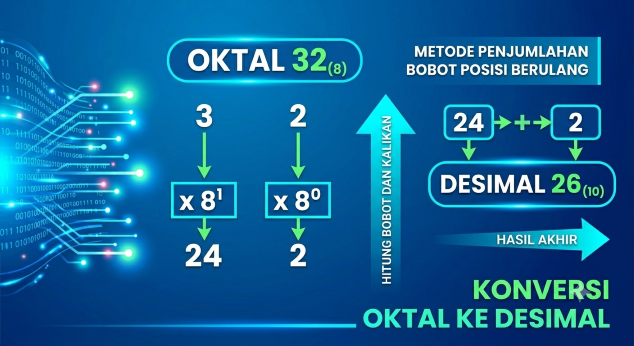 OKTAL 32(8)
METODE PENJUMLAHAN
BOBOT POSISI BERULANG
3 2
x 8¹ x 8⁰
24 2
HITUNG BOBOT DAN KALIKAN
24 + 2
DESIMAL 26(10)
HASIL AKHIR
KONVERSI
OKTAL KE DESIMAL